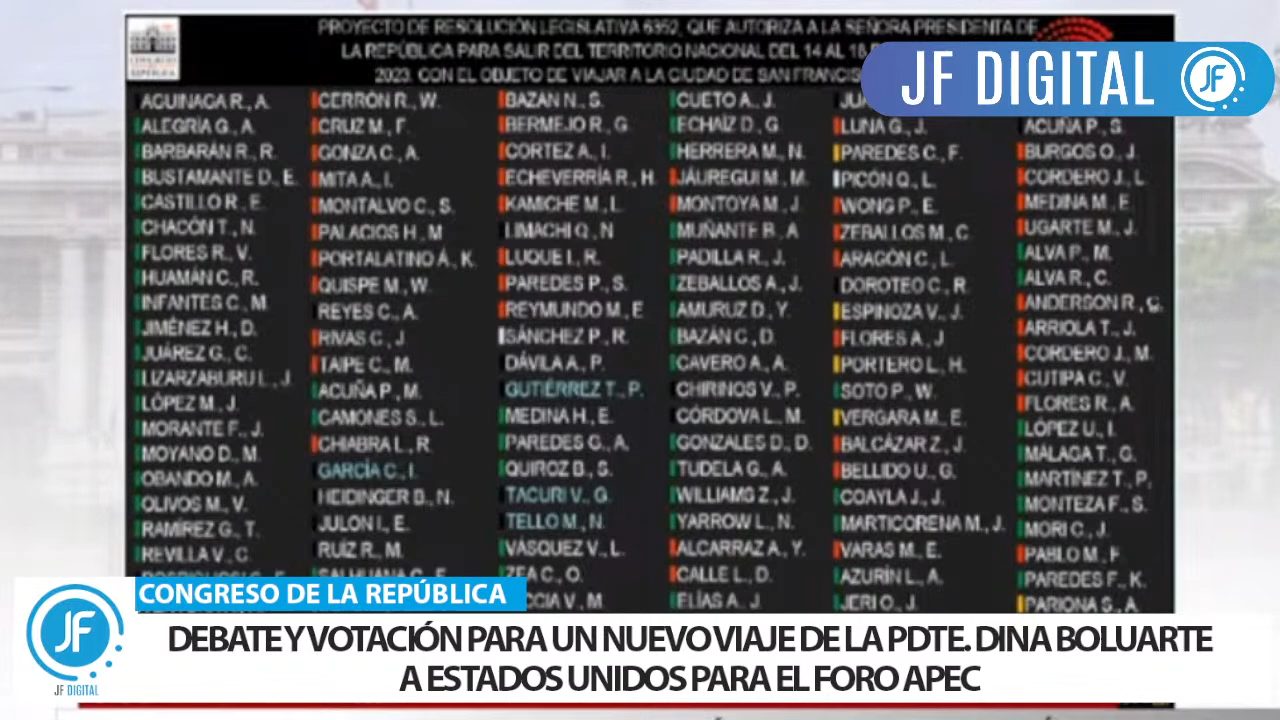 PROYECTO DE RESOLUCIÓN LEGISLATIVA 6352, QUE AUTORIZA A LA SEÑORA PRESIDENTA DE
LA REPÚBLICA PARA SALIR DEL TERRITORIO NACIONAL DEL 14 AL 18
2023, CON EL OBJETO DE VIAJAR A LA CIUDAD DE SAN
JF DIGITAL
JF
AGUINAGA R., A.
ALEGRÍA G., A.
BARBARÁN R., R.
BUSTAMANTE D., E.
CASTILLO R., E.
CHACÓN T., N.
FLORES R., V.
HUAMÁN C., R.
INFANTES C., M.
JIMÉNEZ H., D.
JUÁREZ G., C.
LIZARZABURU L., J.
LÓPEZ M., J.
MORANTE F., J.
MOYANO D., M.
OBANDO M., A.
OLIVOS M., V.
RAMÍREZ G., T.
REVILLA V., C.
CERRÓN R., W.
CRUZ M., F.
GONZA C., A.
MITA A., I.
MONTALVO C., S.
PALACIOS H., M
PORTALATINO Á., K.
QUISPE M., W.
REYES C., A.
RIVAS C., J
TAIPE C., M.
ACUÑA P., M.
CAMONES S., L.
CHIABRA L., R
GARCÍA C., I.
HEIDINGER B., N.
JULON I., E.
RUÍZ R., M.
BAZAN N., S.
BERMEJO R., G.
CORTEZ A., I.
ECHEVERRÍA R., H.
KAMICHE M., L
LIMACHI Q., N
LUQUE I., R.
PAREDES P., S.
REYMUNDO M., E
SÁNCHEZ P., R.
DÁVILA A., P.
GUTIÉRREZ T., P.
MEDINA H., E.
PAREDES G., A.
QUIROZ B., S.
TACURI V., G.
TELLO M., N.
VÁSQUEZ V., L.
ZEA C., O.
V., M.
CUETO A., J.
ECHAÍZ D., G
HERRERA M., N.
JÁUREGUI M., M
MONTOYA M., J
MUÑANTE B., A
PADILLA R., J.
ZEBALLOS A., J
AMURUZ D., Y.
BAZÁN C., D.
CAVERO A., A.
CHIRINOS V., P.
CÓRDOVA L., M.
GONZALES D., D.
TUDELA G., A.
WILLIAMS Z., J.
YARROW L., N.
ALCARRAZ A., Y.
CALLE L., D.
ELÍAS A., J.
LUNA G., J.
PAREDES C., F.
PICÓN Q., L.
WONG P., E.
ZEBALLOS M., C.
ARAGÓN C., L
DOROTEO C., R.
ESPINOZA V., J.
FLORES A., J
PORTERO L., H.
SOTO P., W.
VERGARA M., E.
BALCÁZAR Z., J
BELLIDO U., G.
COAYLA J., J.
MARTICORENA M., J.
VARAS M., E.
AZURÍN L., A
JERI O., J.
ACUÑA P., S.
BURGOS O., J.
CORDERO J., L
MEDINA M., E
UGARTE M., J.
ALVA P., M.
ALVA R., C.
ANDERSON R., C.
ARRIOLA T., J.
CORDERO J., M.
CUTIPA C., V.
FLORES R., A.
LÓPEZ U., I.
MÁLAGA T., G.
MARTÍNEZ T., P.
MONTEZA F., S.
MORI C., J.
PABLO M., F
PAREDES F., K.
PARIONA S., A.
CONGRESO DE LA REPÚBLICA
JF
JF DIGITAL
DEBATE Y VOTACIÓN PARA UN NUEVO VIAJE DE LA PDTE. DINA BOLUARTE
A ESTADOS UNIDOS PARA EL FORO APEC